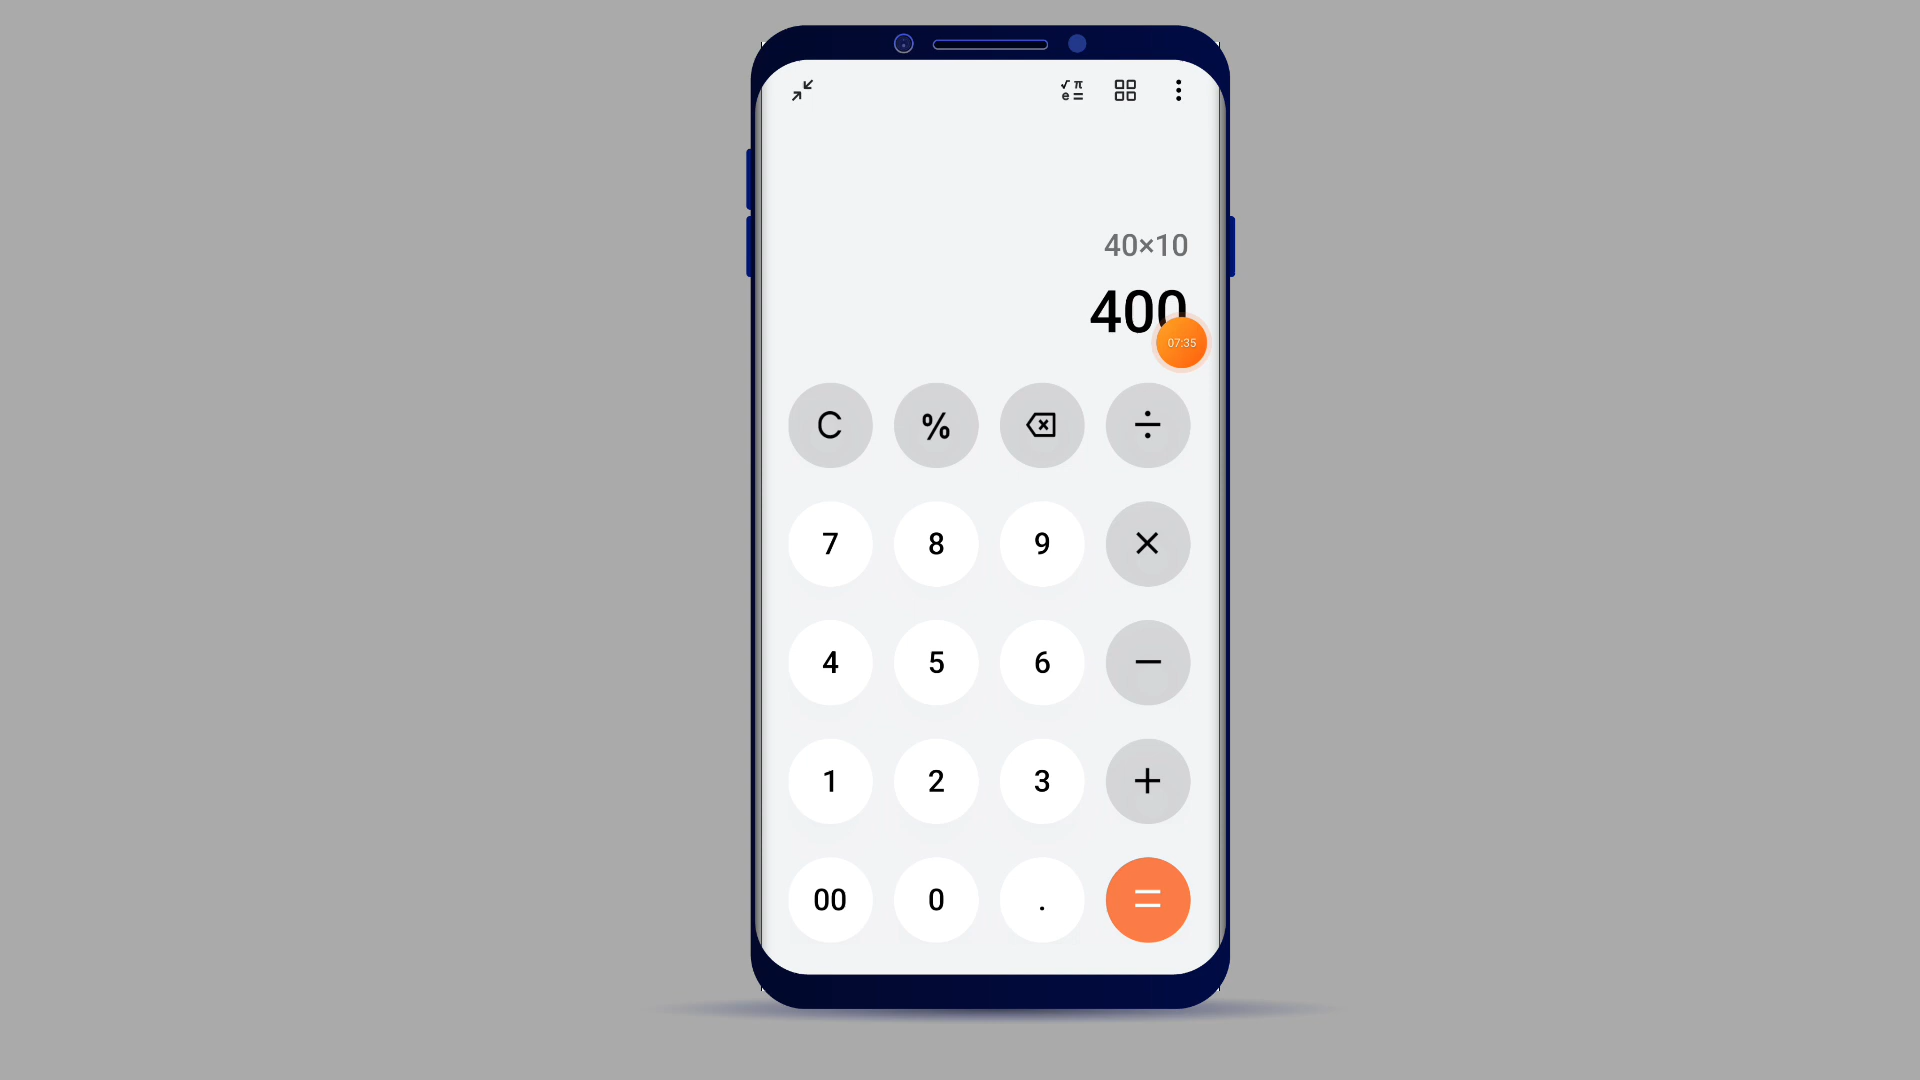 √ π
e =
40×10
400
07:35
C % ÷
7 8 9 ×
4 5 6 −
1 2 3 +
00 0 . =